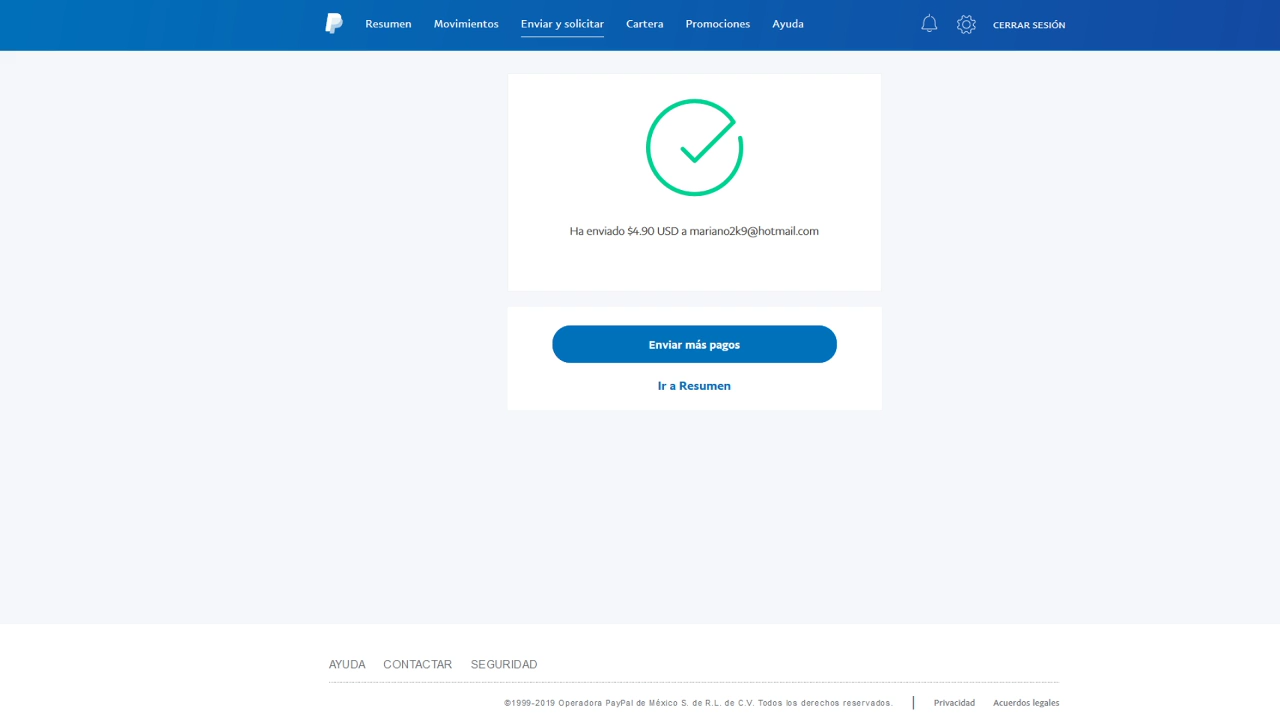 Resumen Movimientos Enviar y solicitar Cartera Promociones Ayuda CERRAR SESIÓN
Ha enviado $4.90 USD a mariano2k9@hotmail.com
Enviar más pagos
Ir a Resumen
AYUDA CONTACTAR SEGURIDAD
©1999-2019 Operadora PayPal de México S. de R.L. de C.V. Todos los derechos reservados. | Privacidad Acuerdos legales